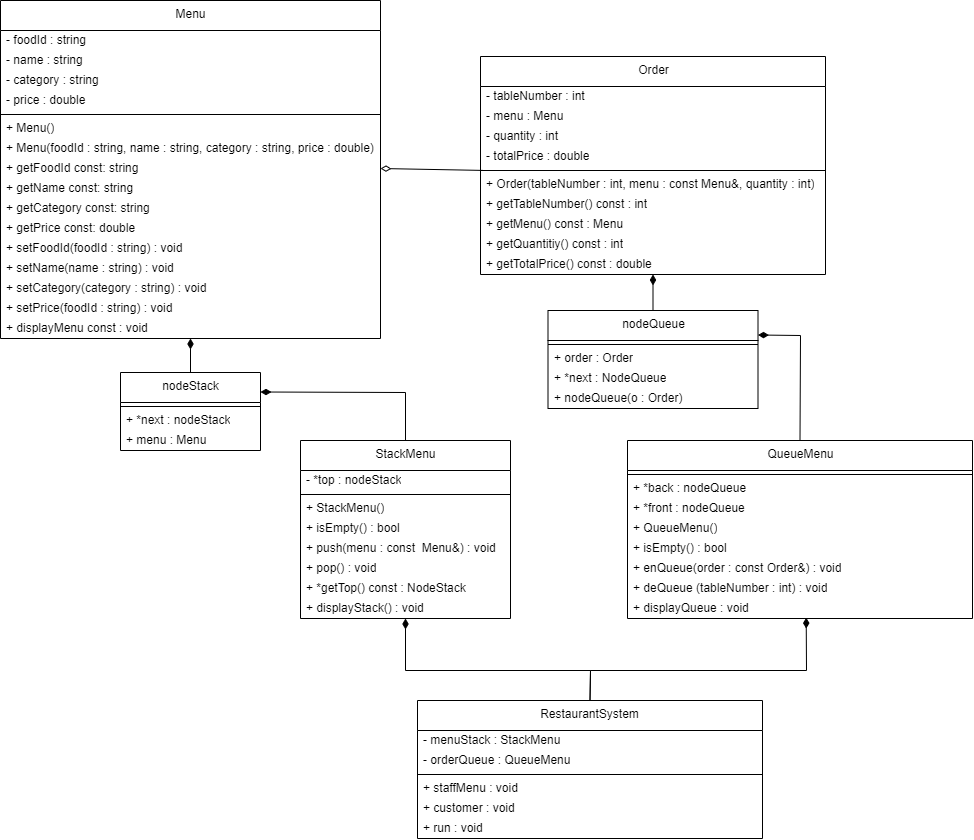 Menu
- foodId : string
- name : string
- category : string
- price : double
+ Menu()
+ Menu(foodId : string, name : string, category : string, price : double)
+ getFoodId const: string
+ getName const: string
+ getCategory const: string
+ getPrice const: double
+ setFoodId(foodId : string) : void
+ setName(name : string) : void
+ setCategory(category : string) : void
+ setPrice(foodId : string) : void
+ displayMenu const : void
Order
- tableNumber : int
- menu : Menu
- quantity : int
- totalPrice : double
+ Order(tableNumber : int, menu : const Menu&, quantity : int)
+ getTableNumber() const : int
+ getMenu() const : Menu
+ getQuantitiy() const : int
+ getTotalPrice() const : double
nodeQueue
+ order : Order
+ *next : NodeQueue
+ nodeQueue(o : Order)
nodeStack
+ *next : nodeStack
+ menu : Menu
StackMenu
- *top : nodeStack
+ StackMenu()
+ isEmpty() : bool
+ push(menu : const  Menu&) : void
+ pop() : void
+ *getTop() const : NodeStack
+ displayStack() : void
QueueMenu
+ *back : nodeQueue
+ *front : nodeQueue
+ QueueMenu()
+ isEmpty() : bool
+ enQueue(order : const Order&) : void
+ deQueue (tableNumber : int) : void
+ displayQueue : void
RestaurantSystem
- menuStack : StackMenu
- orderQueue : QueueMenu
+ staffMenu : void
+ customer : void
+ run : void